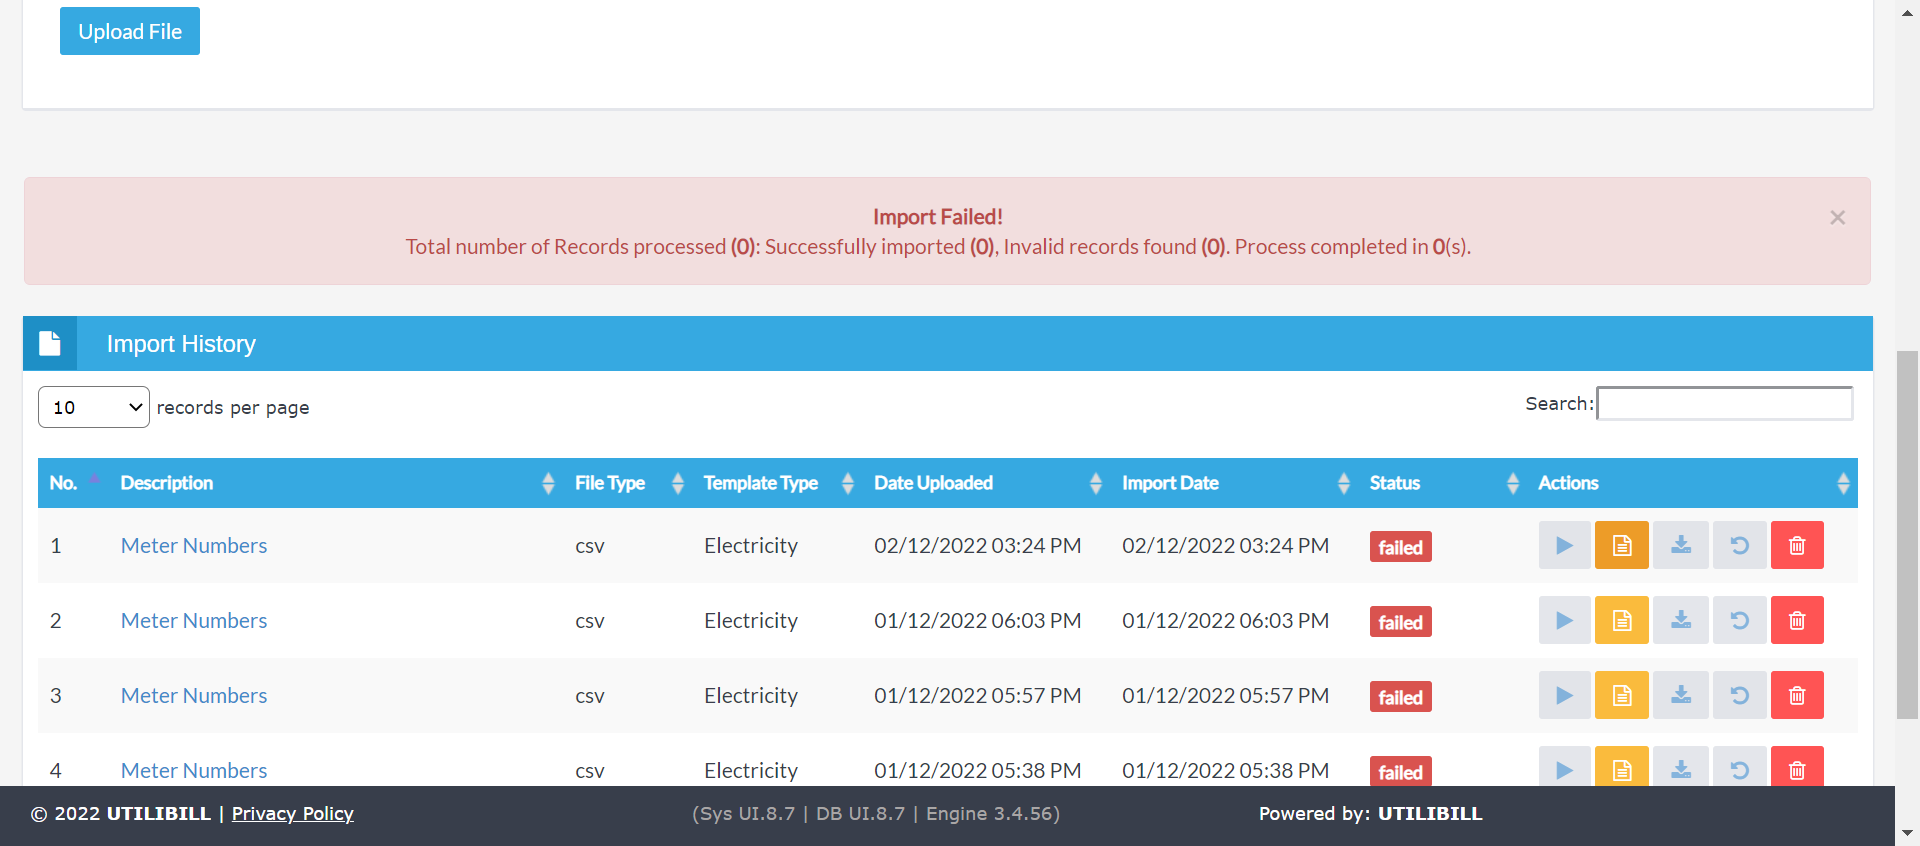 Upload File
Import Failed!
Total number of Records processed (0): Successfully imported (0), Invalid records found (0). Process completed in 0(s).
×
Import History
10 records per page
Search:
No. Description File Type Template Type Date Uploaded Import Date Status Actions
1 Meter Numbers csv Electricity 02/12/2022 03:24 PM 02/12/2022 03:24 PM failed
2 Meter Numbers csv Electricity 01/12/2022 06:03 PM 01/12/2022 06:03 PM failed
3 Meter Numbers csv Electricity 01/12/2022 05:57 PM 01/12/2022 05:57 PM failed
4 Meter Numbers csv Electricity 01/12/2022 05:38 PM 01/12/2022 05:38 PM failed
© 2022 UTILIBILL | Privacy Policy (Sys UI.8.7 | DB UI.8.7 | Engine 3.4.56) Powered by: UTILIBILL